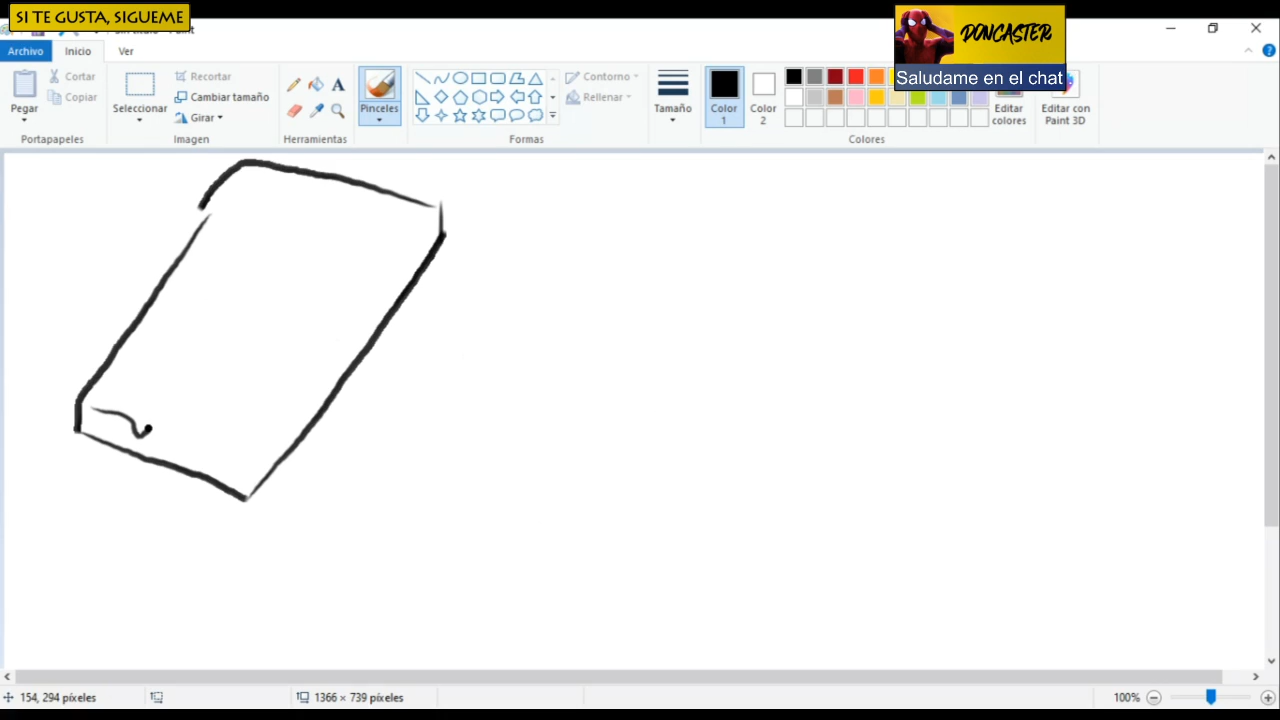 SI TE GUSTA, SIGUEME
DONCASTER
Saludame en el chat
Archivo
Inicio
Ver
Pegar
Cortar
Copiar
Portapapeles
Seleccionar
Recortar
Cambiar tamaño
Girar
Imagen
Herramientas
Pinceles
Formas
Contorno
Rellenar
Tamaño
Color
1
Color
2
Colores
Editar
colores
Editar con
Paint 3D
154, 294 píxeles
1366 × 739 píxeles
100%